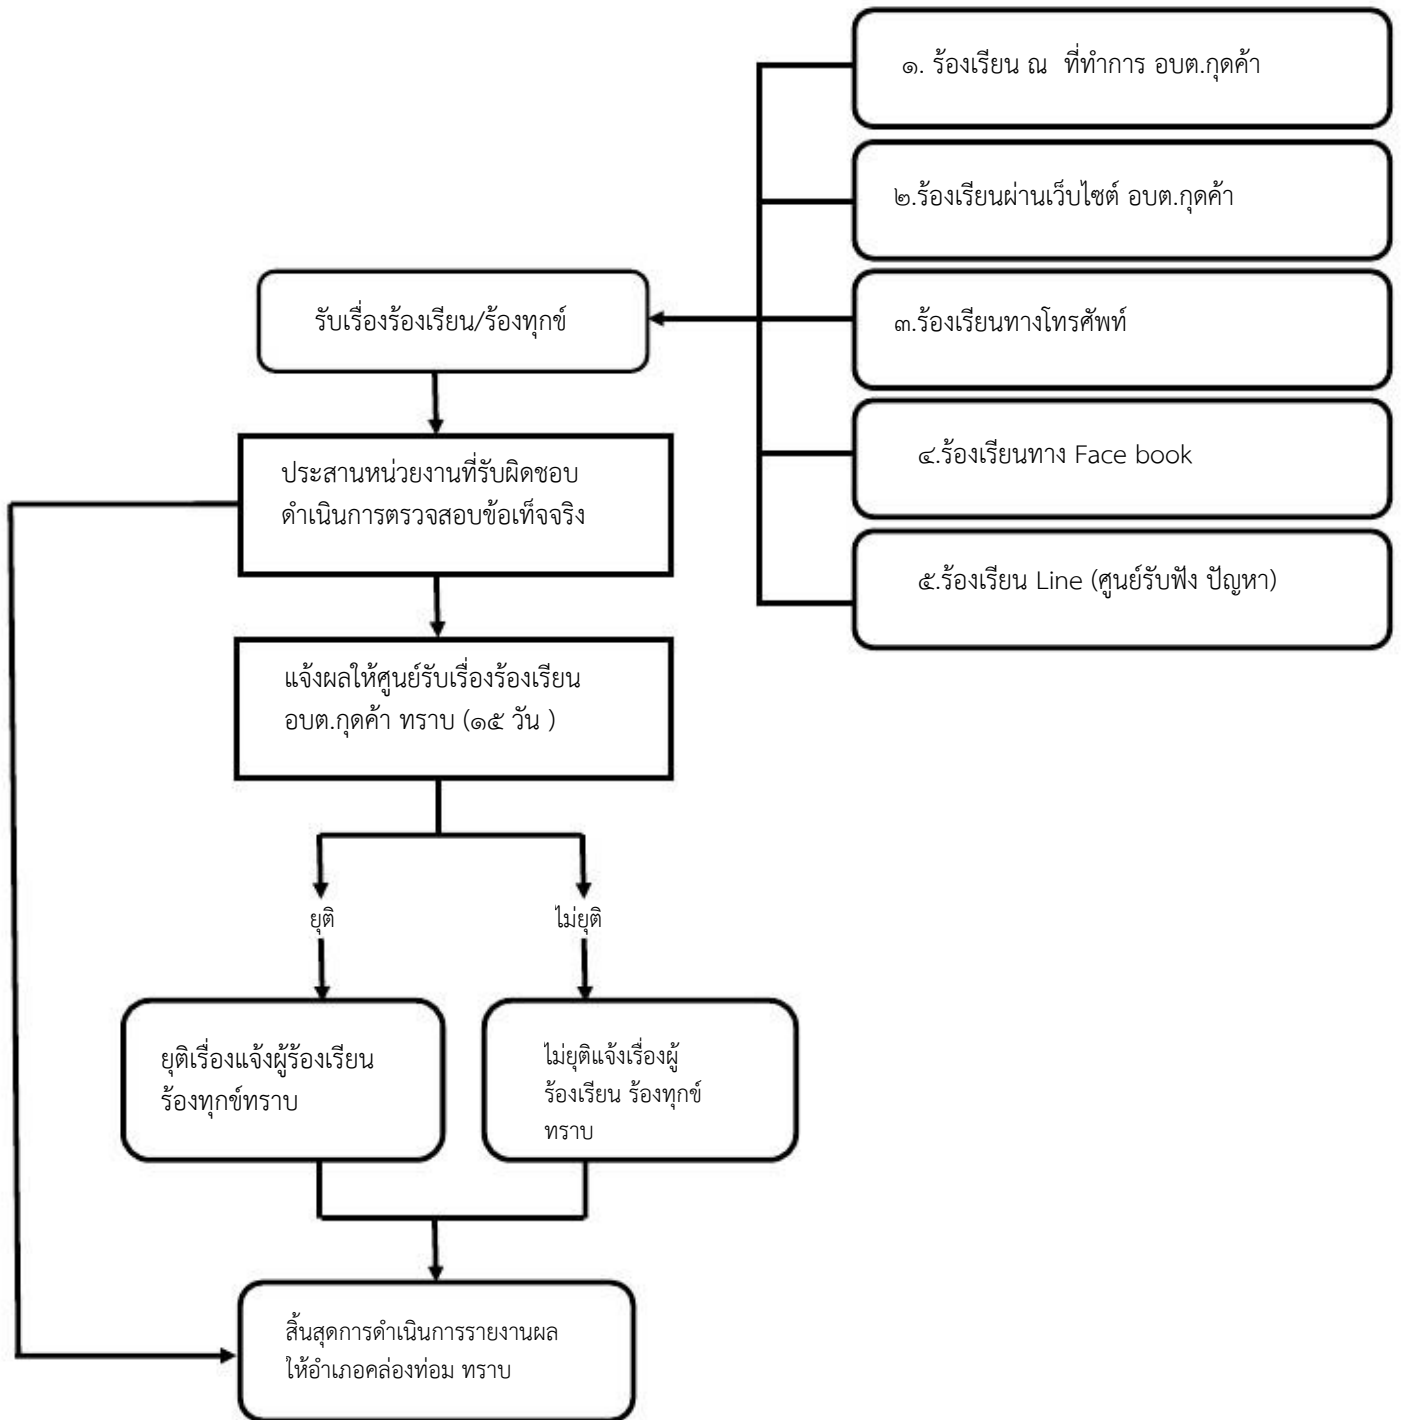 ๑. ร้องเรียน ณ ที่ทำการ อบต.กุดค้า
๒.ร้องเรียนผ่านเว็บไซต์ อบต.กุดค้า
๓.ร้องเรียนทางโทรศัพท์
๔.ร้องเรียนทาง Face book
๕.ร้องเรียน Line (ศูนย์รับฟัง ปัญหา)
รับเรื่องร้องเรียน/ร้องทุกข์
ประสานหน่วยงานที่รับผิดชอบ
ดำเนินการตรวจสอบข้อเท็จจริง
แจ้งผลให้ศูนย์รับเรื่องร้องเรียน
อบต.กุดค้า ทราบ (๑๕ วัน )
ยุติ
ไม่ยุติ
ยุติเรื่องแจ้งผู้ร้องเรียน
ร้องทุกข์ทราบ
ไม่ยุติแจ้งเรื่องผู้
ร้องเรียน ร้องทุกข์
ทราบ
สิ้นสุดการดำเนินการรายงานผล
ให้อำเภอคล่องท่อม ทราบ